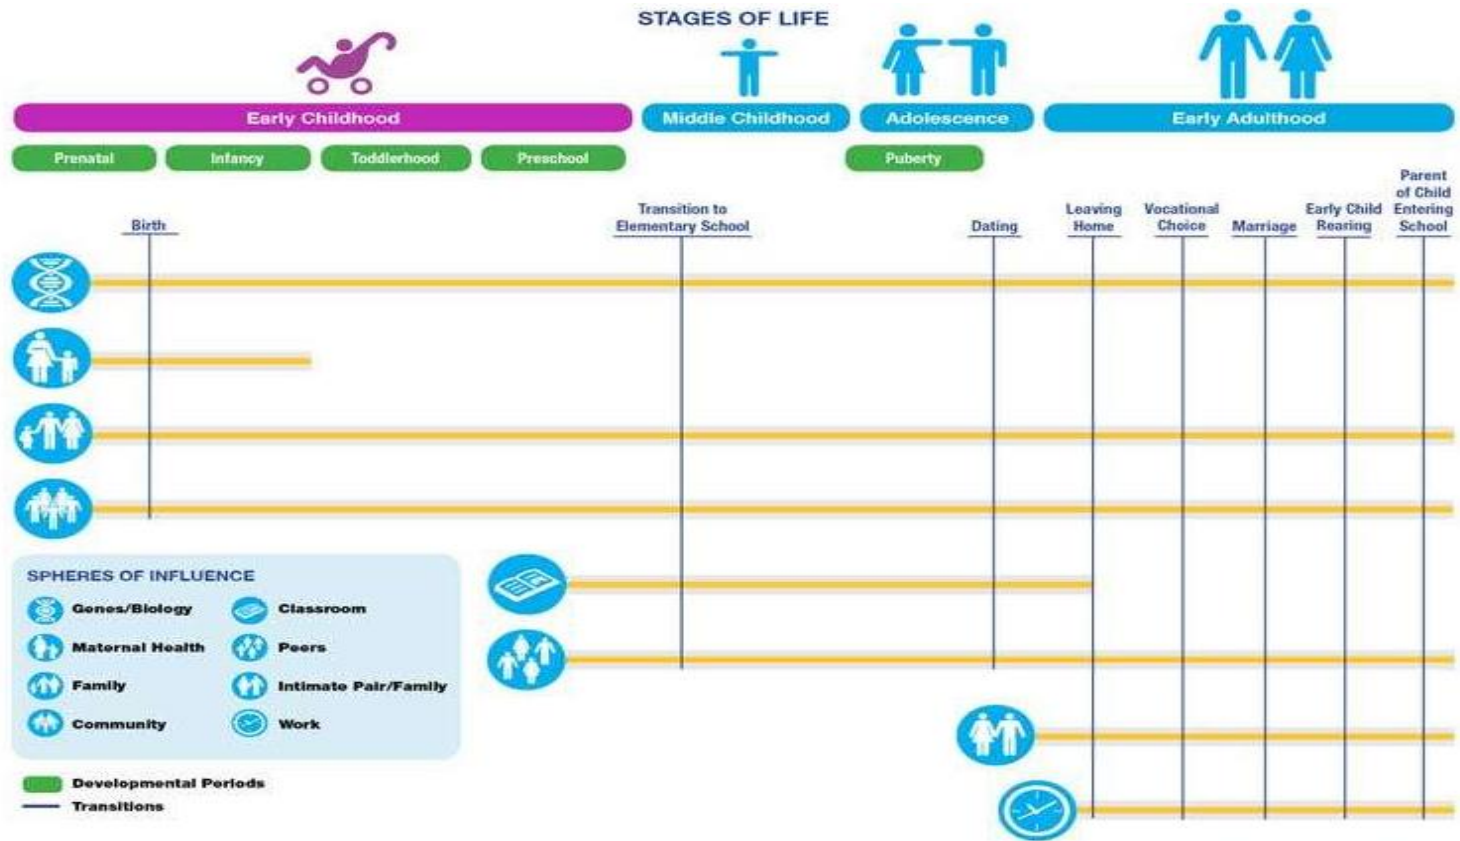 STAGES OF LIFE
Early Childhood
Middle Childhood
Adolescence
Early Adulthood
Prenatal
Infancy
Toddlerhood
Preschool
Puberty
Birth
Transition to
Elementary School
Dating
Leaving
Home
Vocational
Choice
Marriage
Early Child
Rearing
Parent
of Child
Entering
School
SPHERES OF INFLUENCE
Genes/Biology
Classroom
Maternal Health
Peers
Family
Intimate Pair/Family
Community
Work
Developmental Periods
Transitions